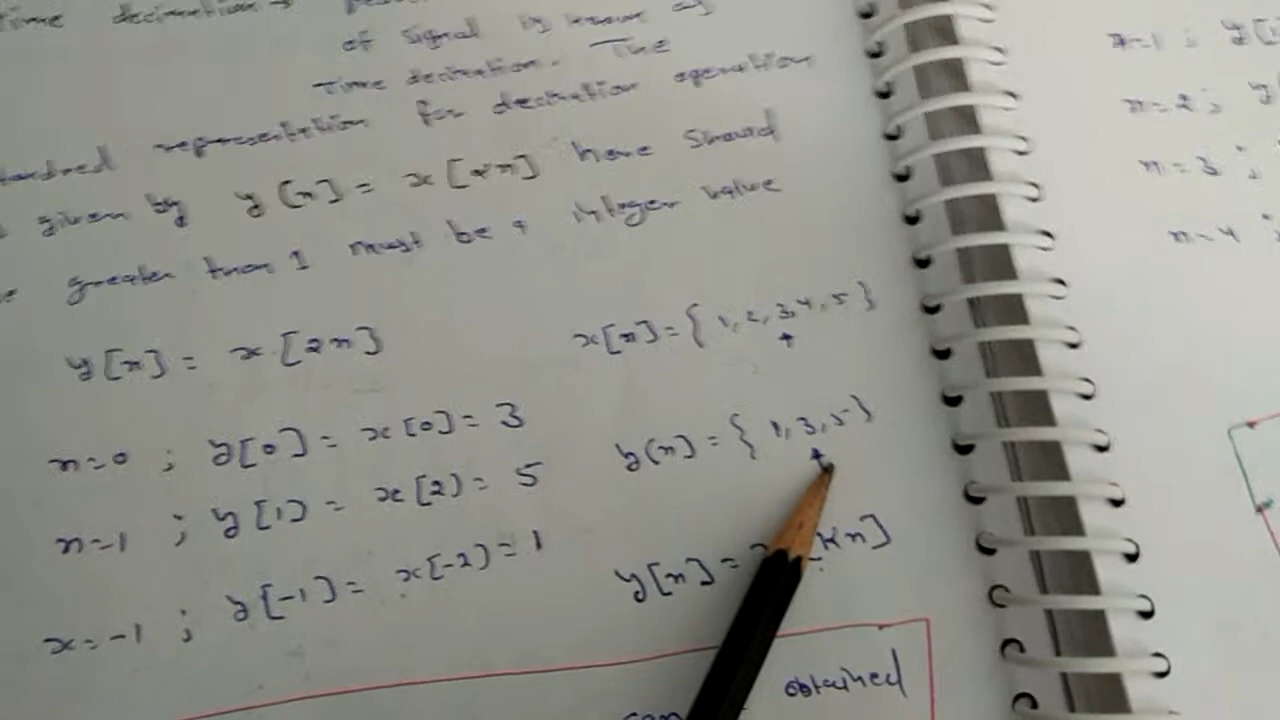 Time decimation →
of signal is known as
Time decimation. The
representation for decimation operation
given by y(n) = x[αn] here should
greater than 1 must be + integer value
y[n] = x[2n]
x[n] = { 1, 2, 3, 4, 5 }
↑
n=0 ; y[0] = x[0] = 3
y(n) = { 1, 3, 5 }
↑
n=1 ; y[1] = x[2] = 5
x=-1 ; y[-1] = x[-2] = 1
y[n] =
obtained
n=1 ;
n=2 ; y
n=3 ;
n=4 ;